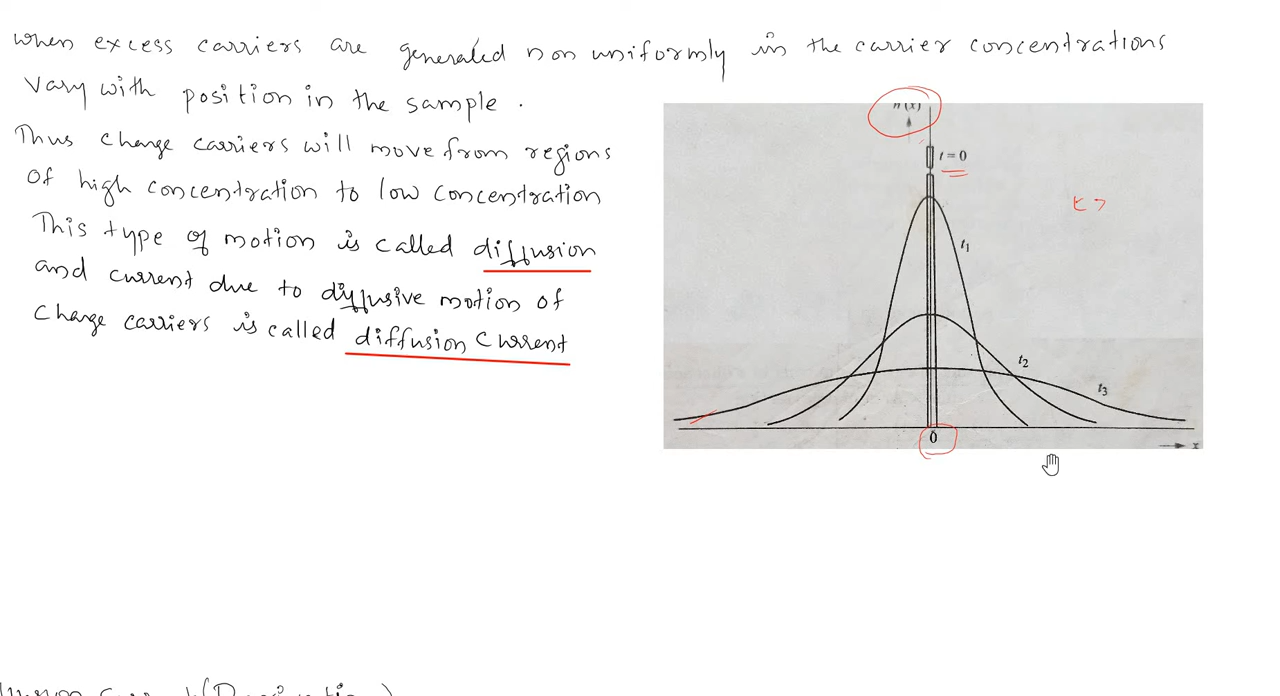 when excess carriers are generated non uniformly in the carrier concentrations
vary with position in the sample.
Thus charge carriers will move from regions
of high concentration to low concentration
This type of motion is called diffusion
and current due to diffusive motion of
charge carriers is called diffusion current
n(x)
t=0
t >
t₁
t₂
t₃
0
x